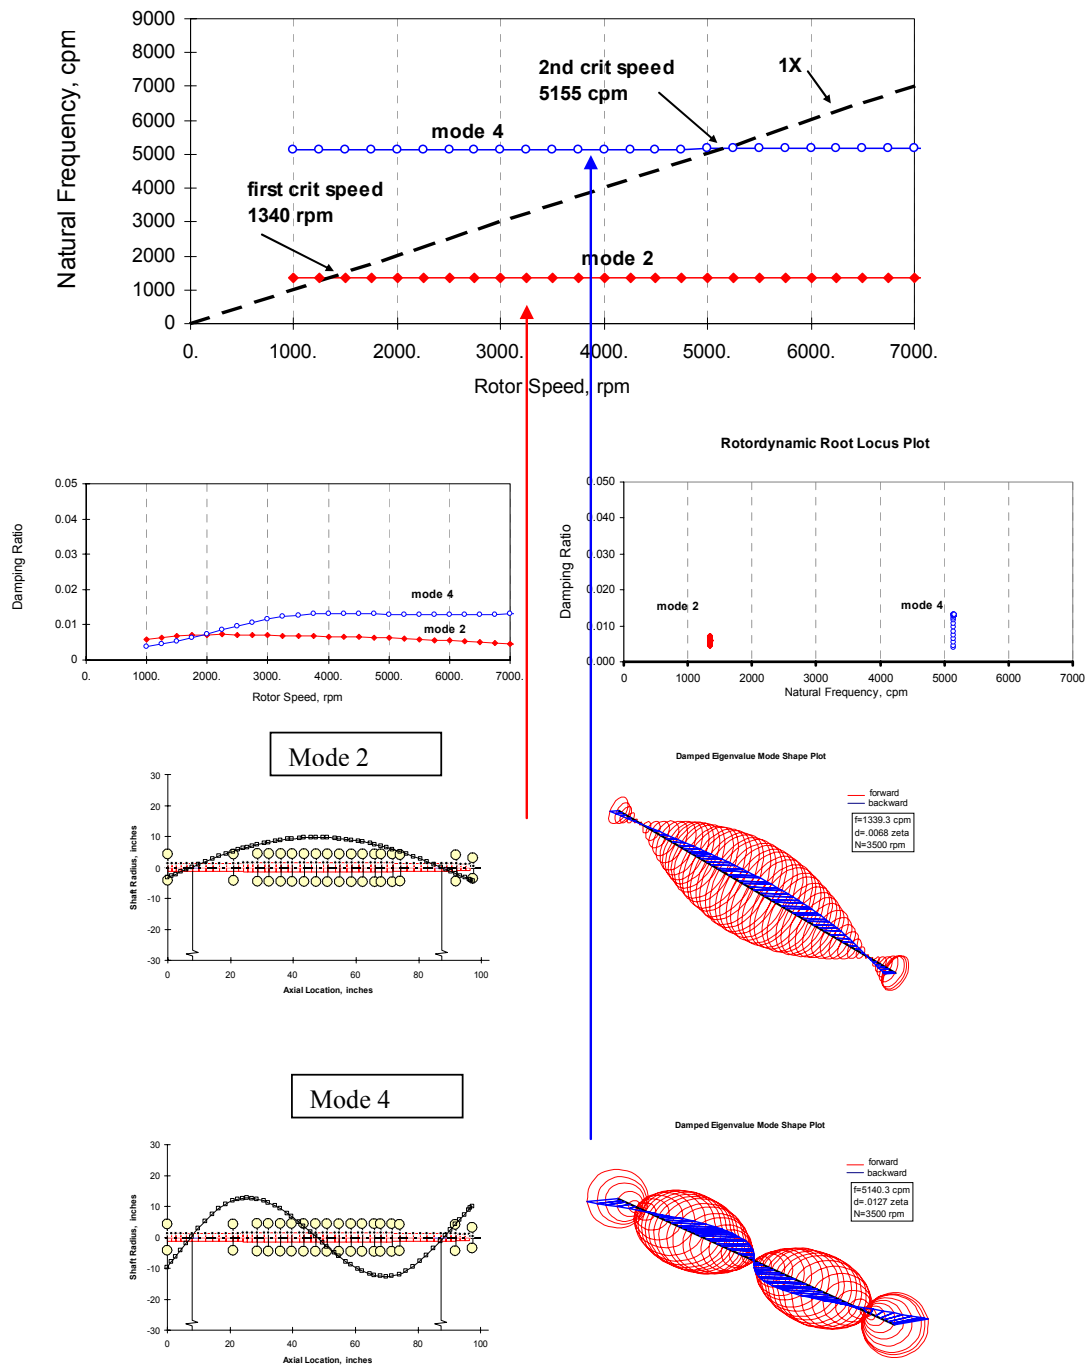 9000
8000
7000
6000
5000
4000
3000
2000
1000
0
Natural Frequency, cpm
2nd crit speed
5155 cpm
1X
mode 4
first crit speed
1340 rpm
mode 2
0. 1000. 2000. 3000. 4000. 5000. 6000. 7000.
Rotor Speed, rpm
0.05
0.04
0.03
0.02
0.01
0
Damping Ratio
mode 4
mode 2
0. 1000. 2000. 3000. 4000. 5000. 6000. 7000.
Rotor Speed, rpm
Rotordynamic Root Locus Plot
0.050
0.040
0.030
0.020
0.010
0.000
Damping Ratio
mode 2
mode 4
0 1000 2000 3000 4000 5000 6000 7000
Natural Frequency, cpm
Mode 2
30
20
10
0
-10
-20
-30
Shaft Radius, inches
0 20 40 60 80 100
Axial Location, inches
Damped Eigenvalue Mode Shape Plot
forward
backward
f=1339.3 cpm
d=.0068 zeta
N=3500 rpm
Mode 4
30
20
10
0
-10
-20
-30
Shaft Radius, inches
0 20 40 60 80 100
Axial Location, inches
Damped Eigenvalue Mode Shape Plot
forward
backward
f=5140.3 cpm
d=.0127 zeta
N=3500 rpm